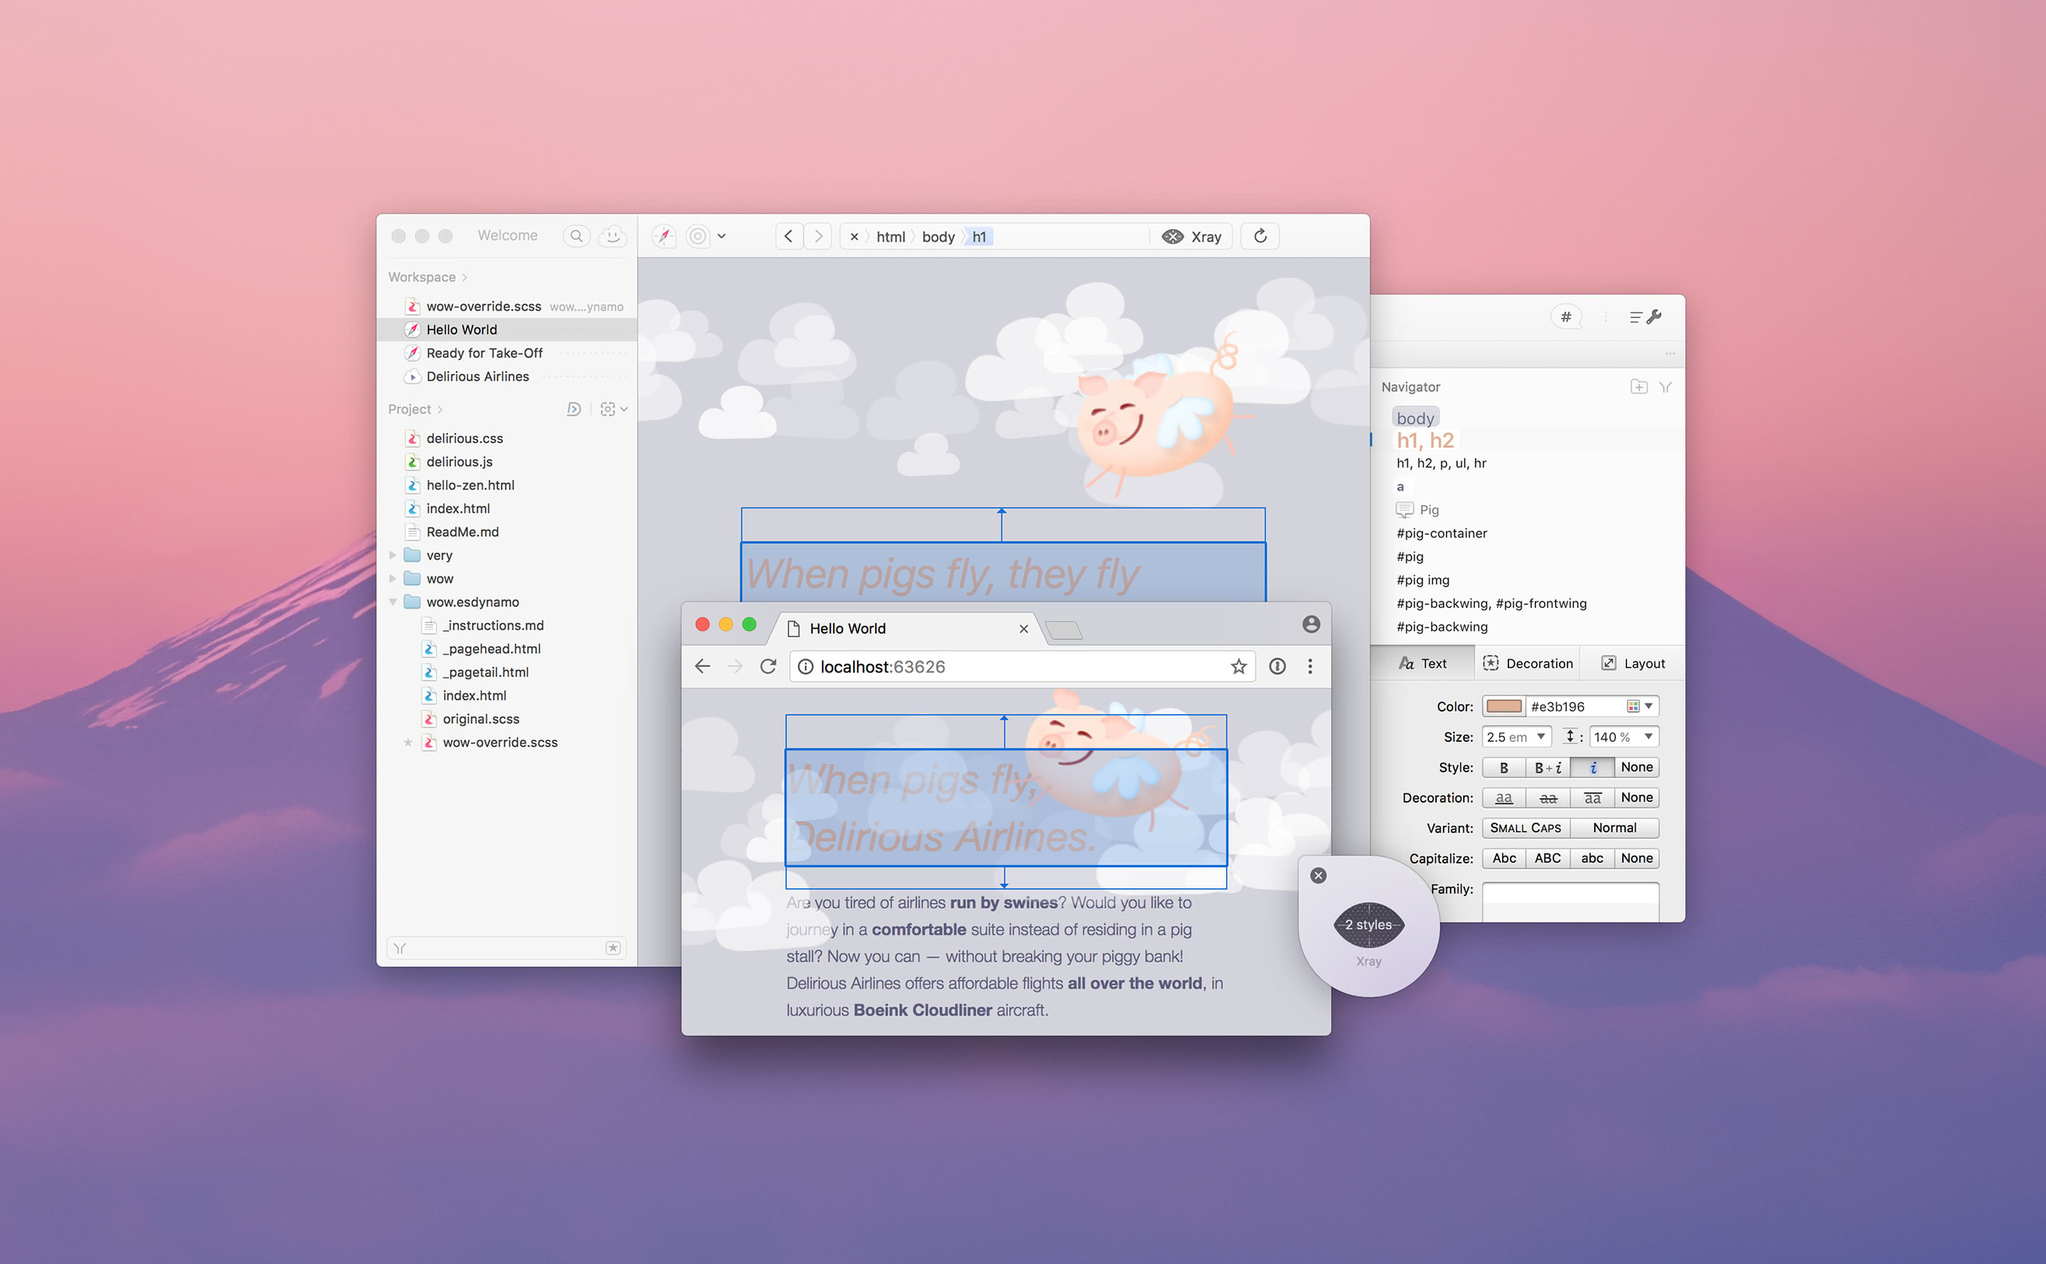 Welcome
Workspace
wow-override.scss wow....ynamo
Hello World
Ready for Take-Off
Delirious Airlines
Project
delirious.css
delirious.js
hello-zen.html
index.html
ReadMe.md
very
wow
wow.esdynamo
_instructions.md
_pagehead.html
_pagetail.html
index.html
original.scss
wow-override.scss
html body h1
Xray
When pigs fly, they fly
Hello World
localhost:63626
When pigs fly,
Delirious Airlines.
Are you tired of airlines run by swines? Would you like to
journey in a comfortable suite instead of residing in a pig
stall? Now you can — without breaking your piggy bank!
Delirious Airlines offers affordable flights all over the world, in
luxurious Boeink Cloudliner aircraft.
2 styles
Xray
#
Navigator
body
h1, h2
h1, h2, p, ul, hr
a
Pig
#pig-container
#pig
#pig img
#pig-backwing, #pig-frontwing
#pig-backwing
Aa Text Decoration Layout
Color: #e3b196
Size: 2.5 em : 140 %
Style: B B+i i None
Decoration: aa aa aa None
Variant: SMALL CAPS Normal
Capitalize: Abc ABC abc None
Family: